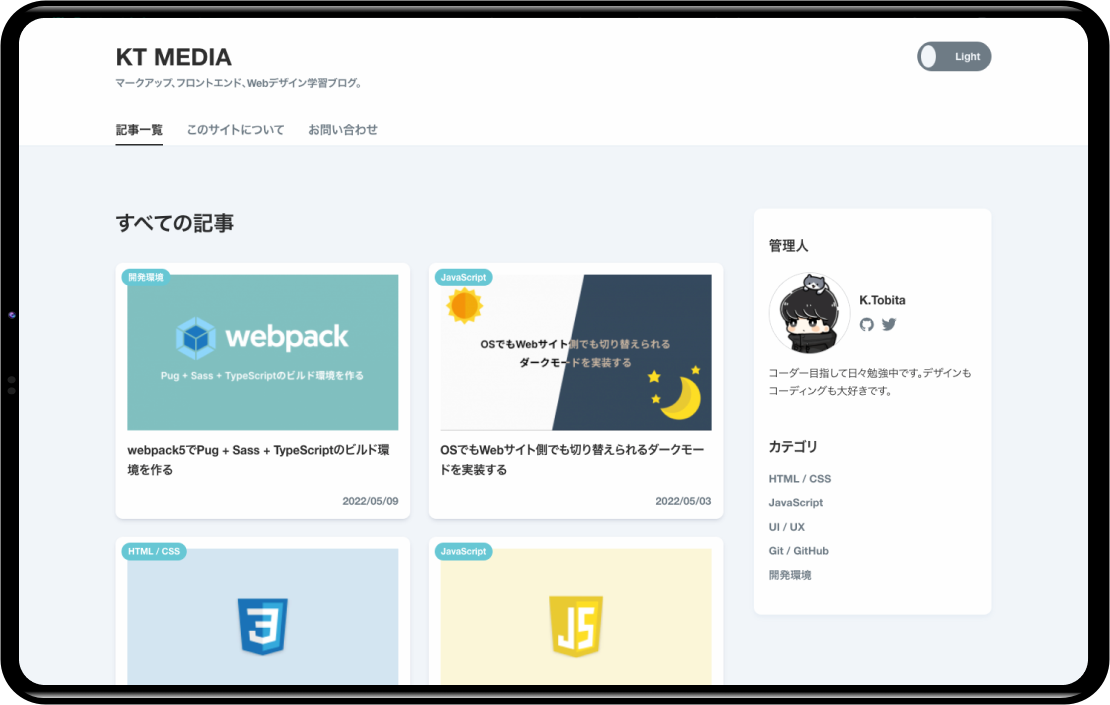 KT MEDIA
マークアップ、フロントエンド、Webデザイン学習ブログ。
Light
記事一覧
このサイトについて
お問い合わせ
すべての記事
開発環境
webpack
Pug + Sass + TypeScriptのビルド環境を作る
webpack5でPug + Sass + TypeScriptのビルド環
境を作る
2022/05/09
JavaScript
OSでもWebサイト側でも切り替えられる
ダークモードを実装する
OSでもWebサイト側でも切り替えられるダークモー
ドを実装する
2022/05/03
HTML / CSS
3
JavaScript
JS
管理人
K.Tobita
コーダー目指して日々勉強中です。デザインも
コーディングも大好きです。
カテゴリ
HTML / CSS
JavaScript
UI / UX
Git / GitHub
開発環境